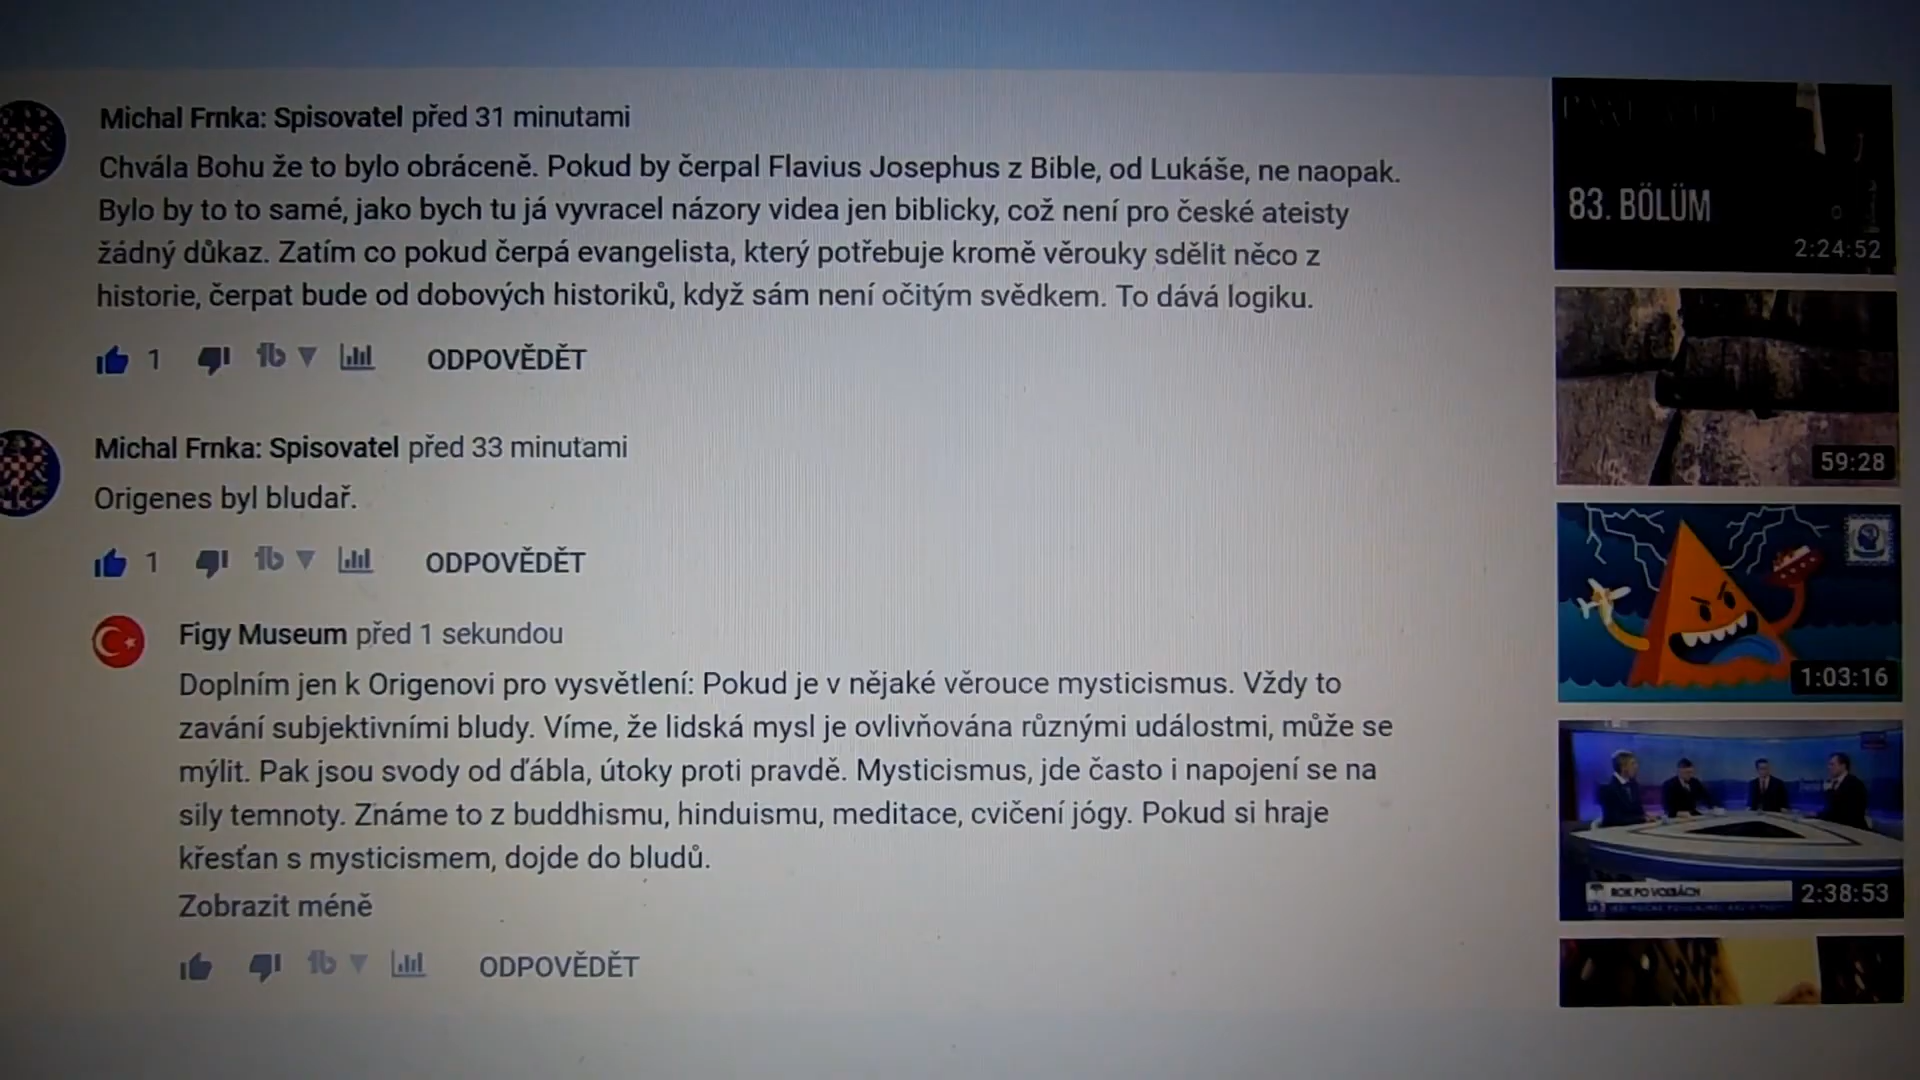 Michal Frnka: Spisovatel před 31 minutami
Chvála Bohu že to bylo obráceně. Pokud by čerpal Flavius Josephus z Bible, od Lukáše, ne naopak.
Bylo by to to samé, jako bych tu já vyvracel názory videa jen biblicky, což není pro české ateisty
žádný důkaz. Zatím co pokud čerpá evangelista, který potřebuje kromě věrouky sdělit něco z
historie, čerpat bude od dobových historiků, když sám není očitým svědkem. To dává logiku.
1
ODPOVĚDĚT
Michal Frnka: Spisovatel před 33 minutami
Origenes byl bludař.
1
ODPOVĚDĚT
Figy Museum před 1 sekundou
Doplním jen k Origenovi pro vysvětlení: Pokud je v nějaké věrouce mysticismus. Vždy to
zavání subjektivními bludy. Víme, že lidská mysl je ovlivňována různými událostmi, může se
mýlit. Pak jsou svody od ďábla, útoky proti pravdě. Mysticismus, jde často i napojení se na
sily temnoty. Známe to z buddhismu, hinduismu, meditace, cvičení jógy. Pokud si hraje
křesťan s mysticismem, dojde do bludů.
Zobrazit méně
ODPOVĚDĚT
83. BÖLÜM
2:24:52
59:28
1:03:16
ROK PO VOLBÁCH
2:38:53